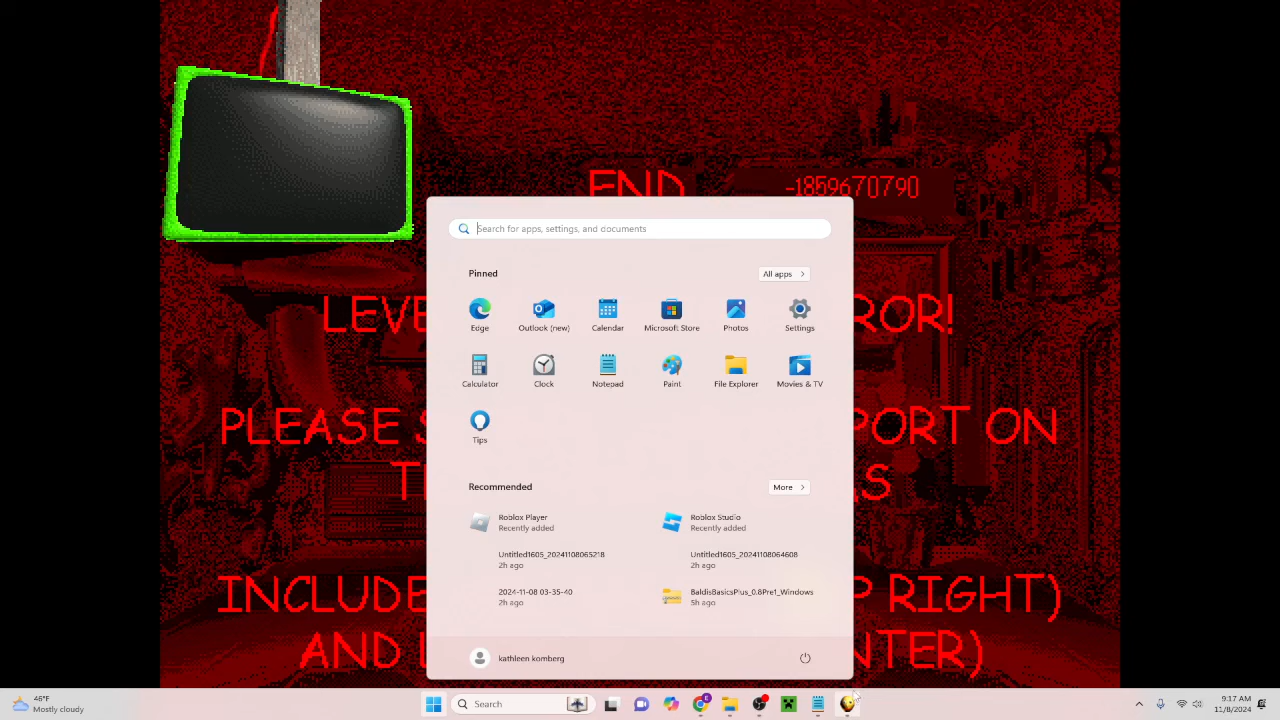 END
-1859670790
LEVE
ROR!
PLEASE S
PORT ON
T
AS
INCLUDE
P RIGHT)
AND
NTER)
Search for apps, settings, and documents
Pinned
All apps
Edge
Outlook (new)
Calendar
Microsoft Store
Photos
Settings
Calculator
Clock
Notepad
Paint
File Explorer
Movies & TV
Tips
Recommended
More
Roblox Player
Recently added
Roblox Studio
Recently added
Untitled1605_20241108065218
2h ago
Untitled1605_20241108064608
2h ago
2024-11-08 03-35-40
2h ago
BaldisBasicsPlus_0.8Pre1_Windows
5h ago
kathleen komberg
46°F
Mostly cloudy
Search
E
9:17 AM
11/8/2024